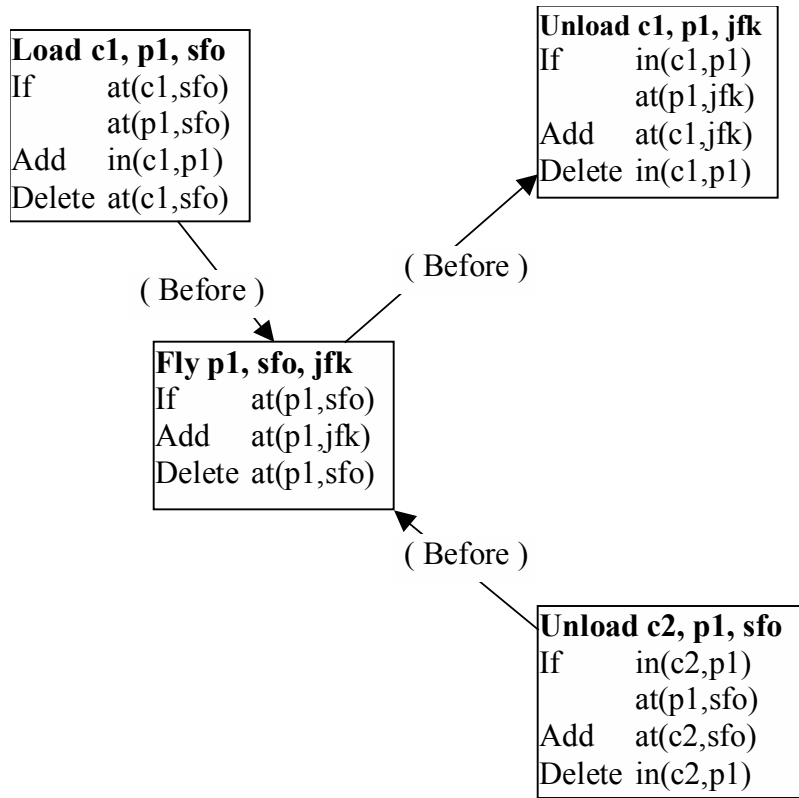 Load c1, p1, sfo
If at(c1,sfo)
at(p1,sfo)
Add in(c1,p1)
Delete at(c1,sfo)
Unload c1, p1, jfk
If in(c1,p1)
at(p1,jfk)
Add at(c1,jfk)
Delete in(c1,p1)
( Before )
( Before )
Fly p1, sfo, jfk
If at(p1,sfo)
Add at(p1,jfk)
Delete at(p1,sfo)
( Before )
Unload c2, p1, sfo
If in(c2,p1)
at(p1,sfo)
Add at(c2,sfo)
Delete in(c2,p1)